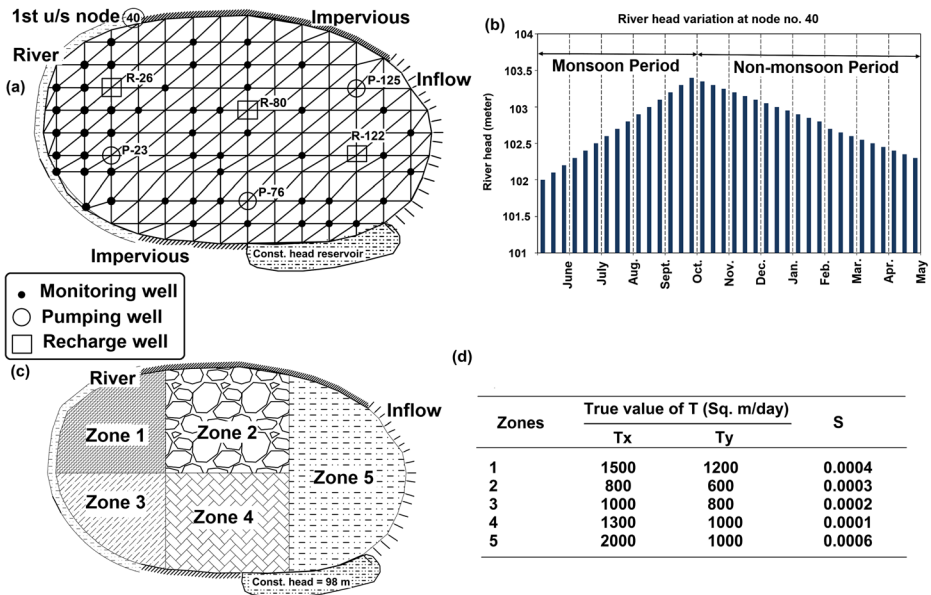 (a)
1st u/s node 40
Impervious
River
R-26
P-125
Inflow
R-80
R-122
P-23
P-76
Impervious
Const. head reservoir
Monitoring well
Pumping well
Recharge well
(b)
River head variation at node no. 40
River head (meter)
104
103.5
103
102.5
102
101.5
101
Monsoon Period
Non-monsoon Period
June
July
Aug.
Sept.
Oct.
Nov.
Dec.
Jan.
Feb.
Mar.
Apr.
May
(c)
River
Inflow
Zone 1
Zone 2
Zone 3
Zone 4
Zone 5
Const. head = 98 m
(d)
Zones True value of T (Sq. m/day) S
Tx Ty
1 1500 1200 0.0004
2 800 600 0.0003
3 1000 800 0.0002
4 1300 1000 0.0001
5 2000 1000 0.0006